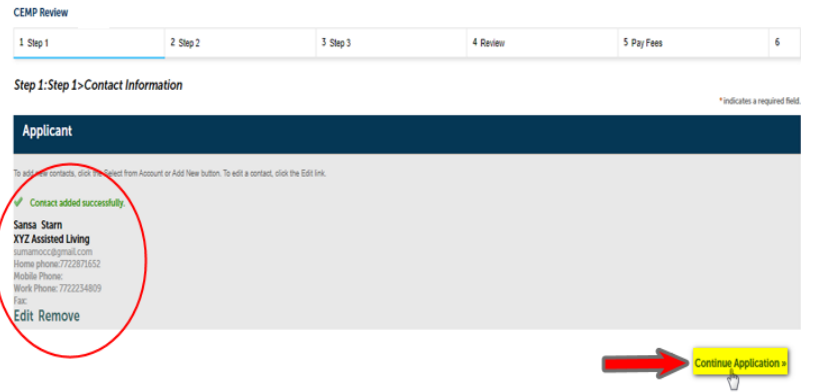 CEMP Review
1 Step 1 2 Step 2 3 Step 3 4 Review 5 Pay Fees 6
Step 1:Step 1>Contact Information
*indicates a required field.
Applicant
To add new contacts, click the Select from Account or Add New button. To edit a contact, click the Edit link.
Contact added successfully.
Sansa Starn
XYZ Assisted Living
sumamocc@gmail.com
Home phone:7722871652
Mobile Phone:
Work Phone: 7722234809
Fax:
Edit Remove
Continue Application »